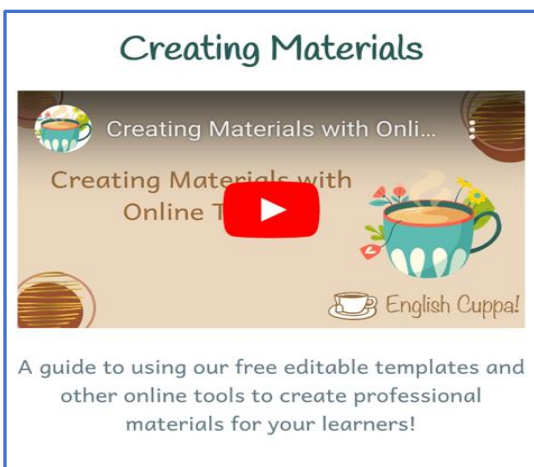 Creating Materials
Creating Materials with Onli...
Creating Materials with
Online T
English Cuppa!
A guide to using our free editable templates and
other online tools to create professional
materials for your learners!